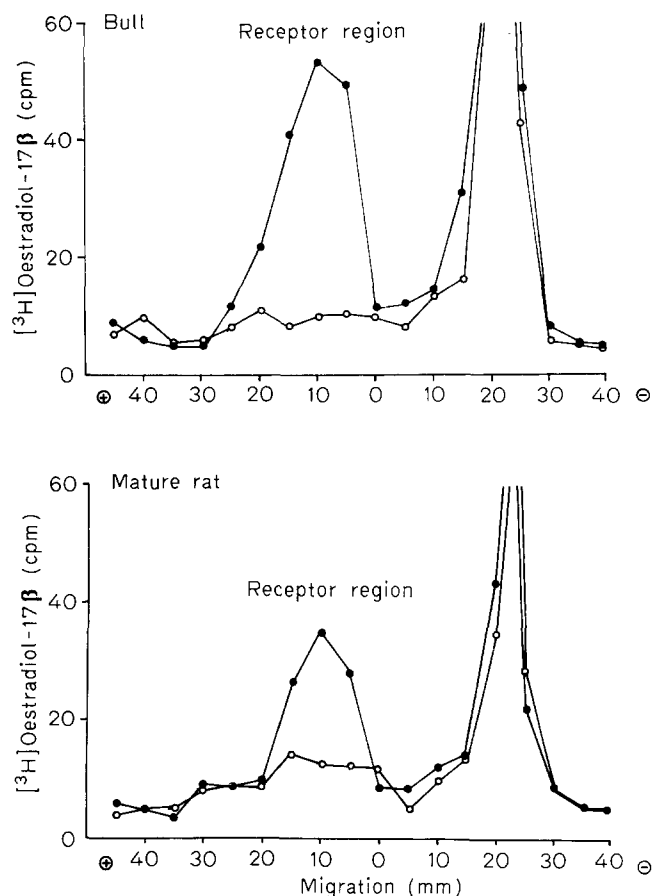 Bull
Receptor region
[³H]Oestradiol-17β (cpm)
60
40
20
0
⊕ 40 30 20 10 0 10 20 30 40 ⊖
Mature rat
Receptor region
[³H]Oestradiol-17β (cpm)
60
40
20
0
⊕ 40 30 20 10 0 10 20 30 40 ⊖
Migration (mm)